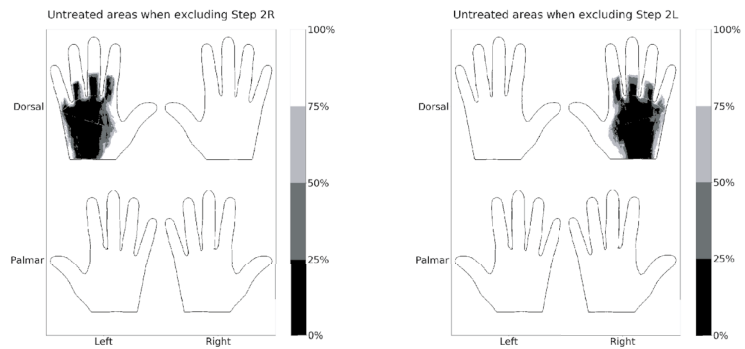 Untreated areas when excluding Step 2R
100%
75%
50%
25%
0%
Dorsal
Palmar
Left
Right
Untreated areas when excluding Step 2L
100%
75%
50%
25%
0%
Dorsal
Palmar
Left
Right